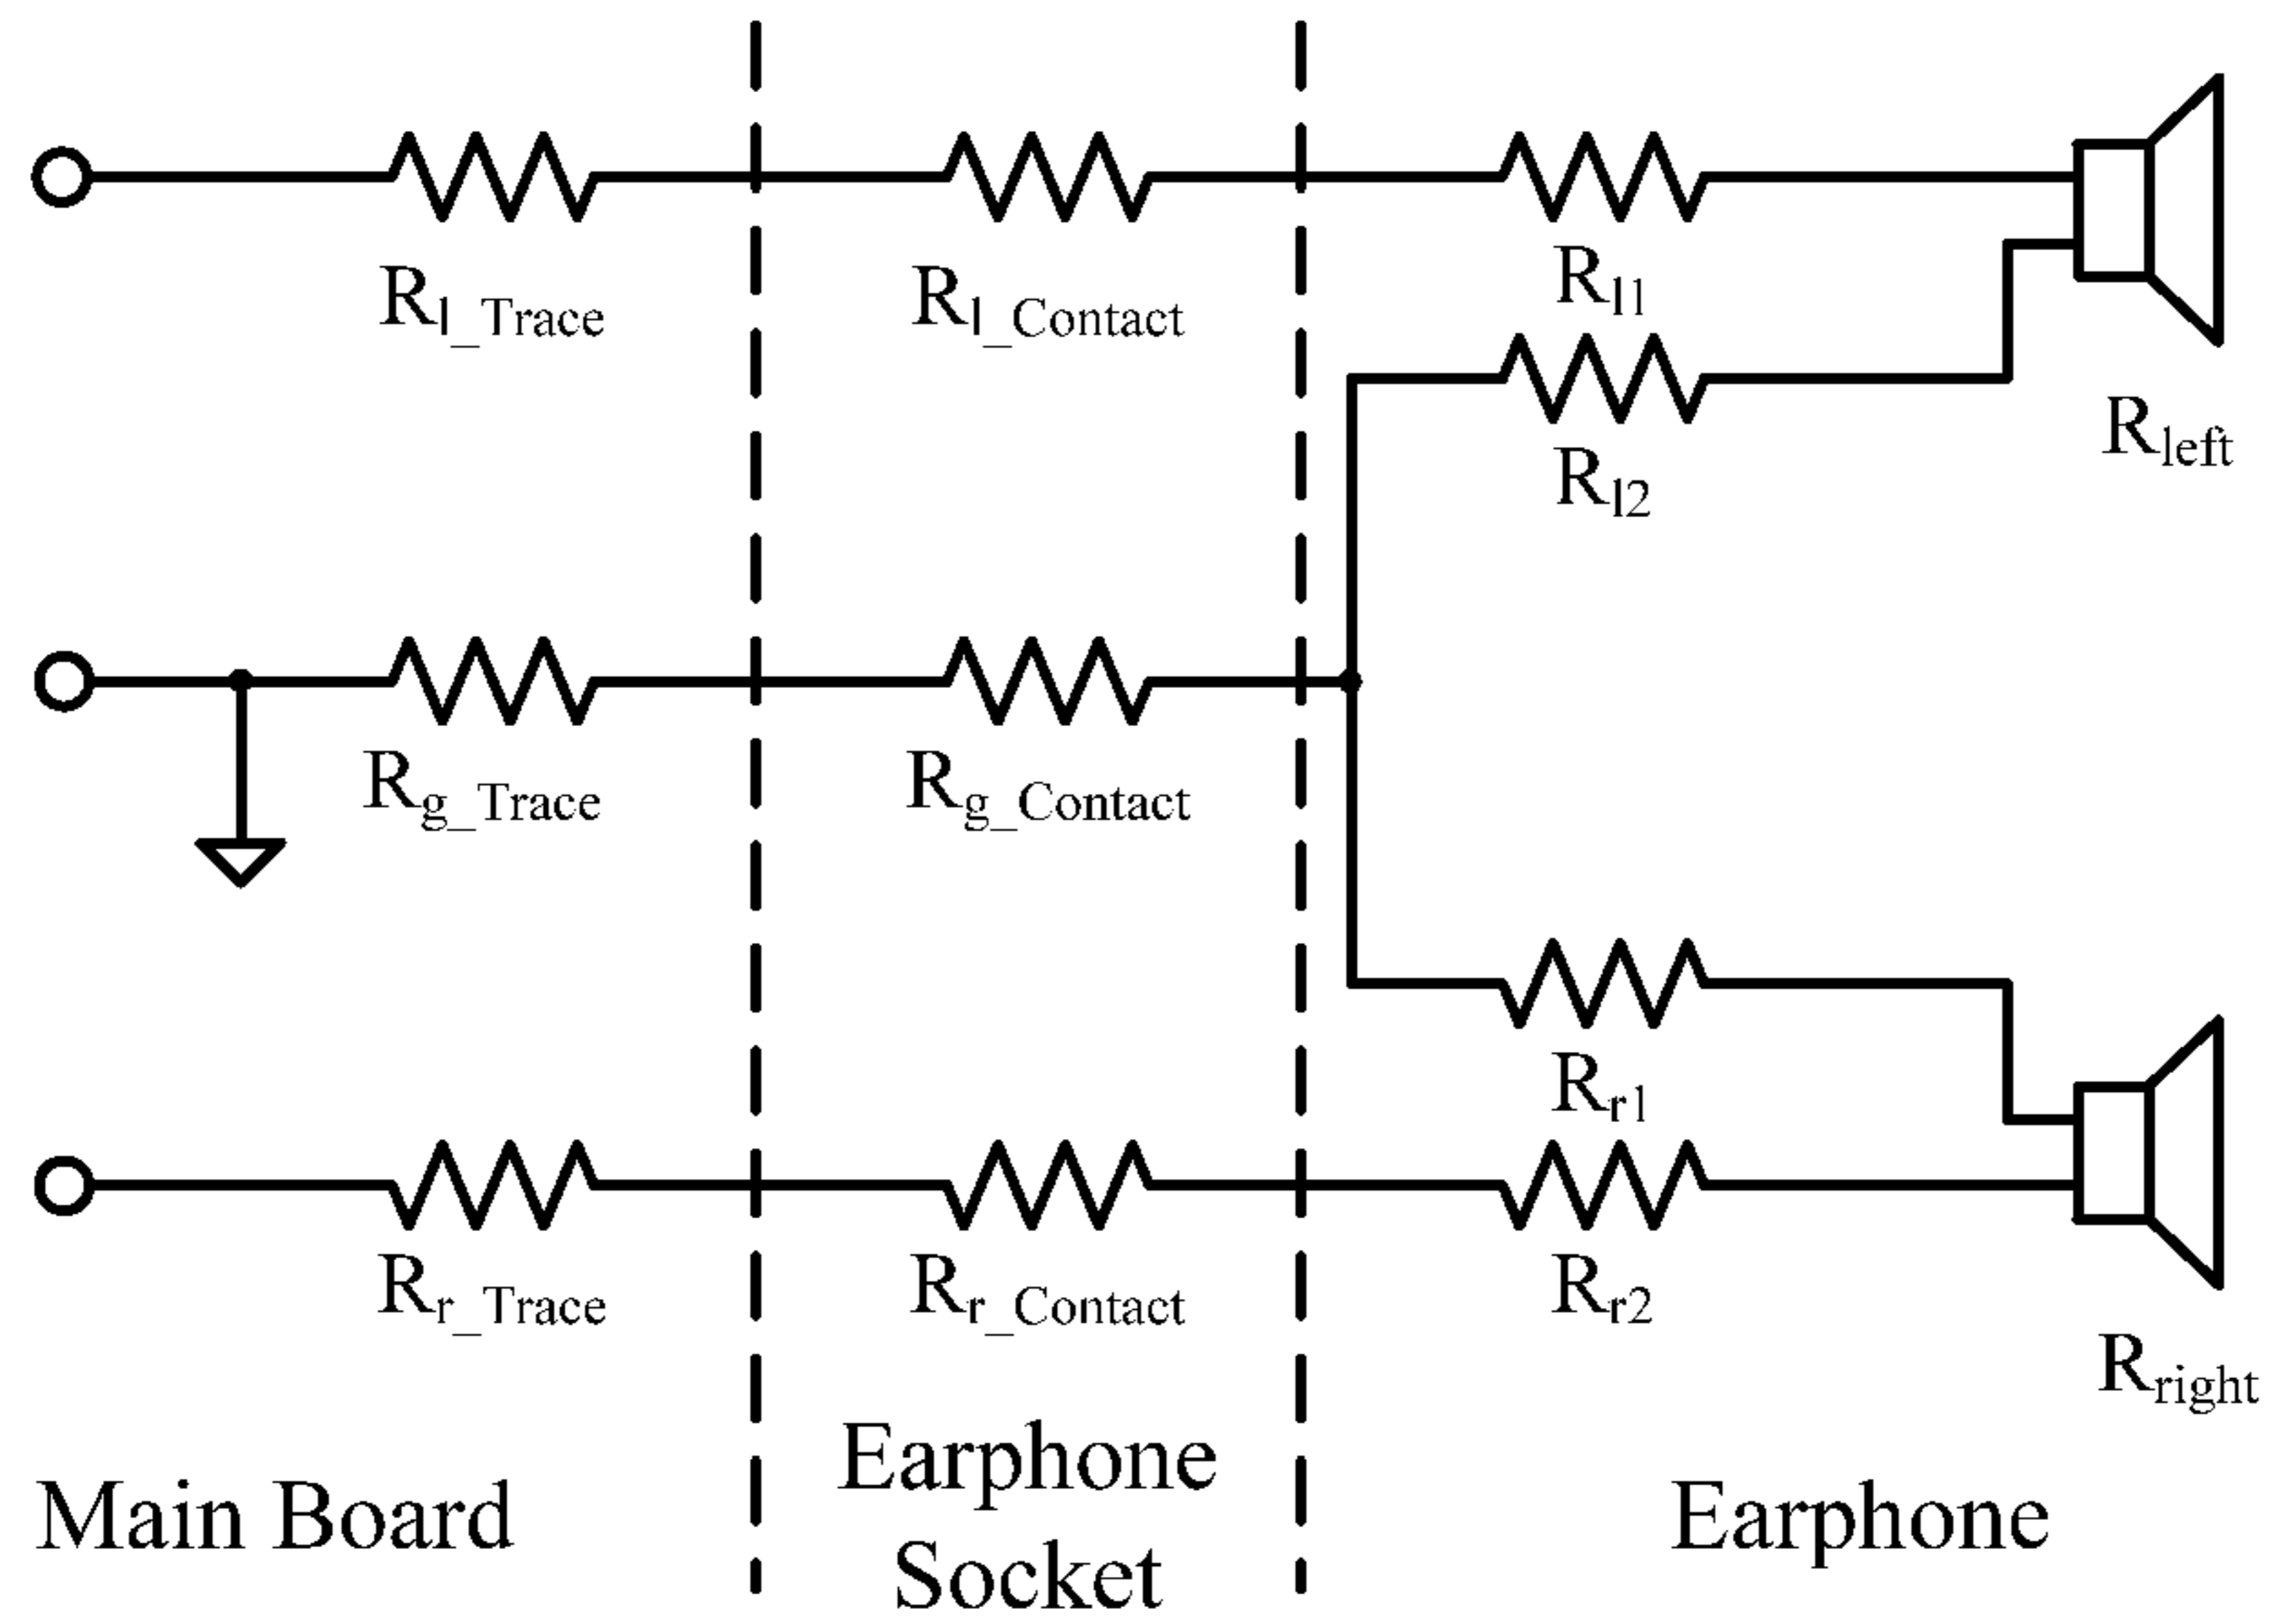 Rl_Trace
Rl_Contact
Rl1
Rl2
Rleft
Rg_Trace
Rg_Contact
Rr1
Rr_Trace
Rr_Contact
Rr2
Rright
Main Board
Earphone
Socket
Earphone